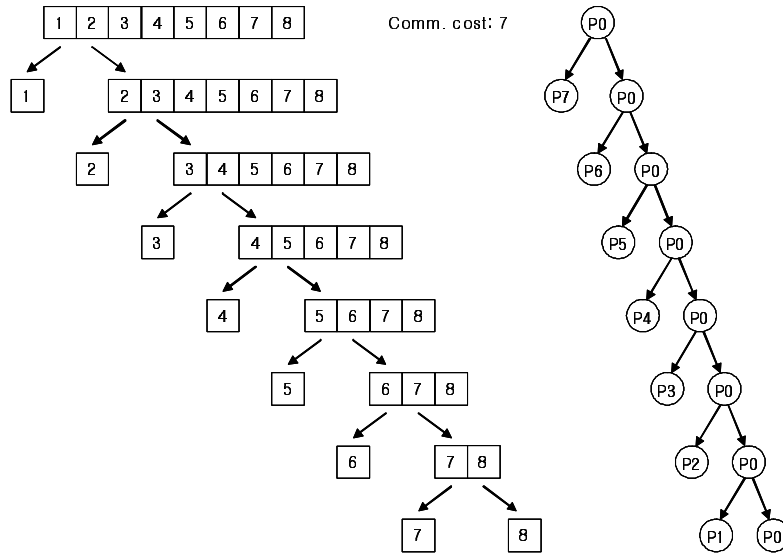 1 2 3 4 5 6 7 8 Comm. cost: 7 P0
1 2 3 4 5 6 7 8 P7 P0
2 3 4 5 6 7 8 P6 P0
3 4 5 6 7 8 P5 P0
4 5 6 7 8 P4 P0
5 6 7 8 P3 P0
6 7 8 P2 P0
7 8 P1 P0